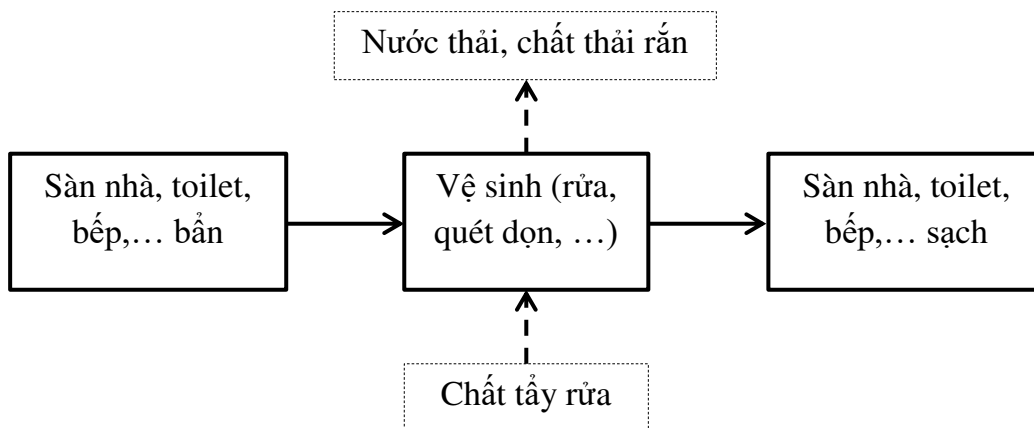 Nước thải, chất thải rắn
Sàn nhà, toilet,
bếp,… bẩn
Vệ sinh (rửa,
quét dọn, …)
Sàn nhà, toilet,
bếp,… sạch
Chất tẩy rửa